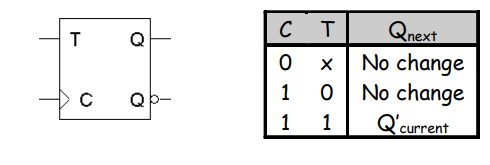 T Q
C Q
C T Qnext
0 x No change
1 0 No change
1 1 Q'current